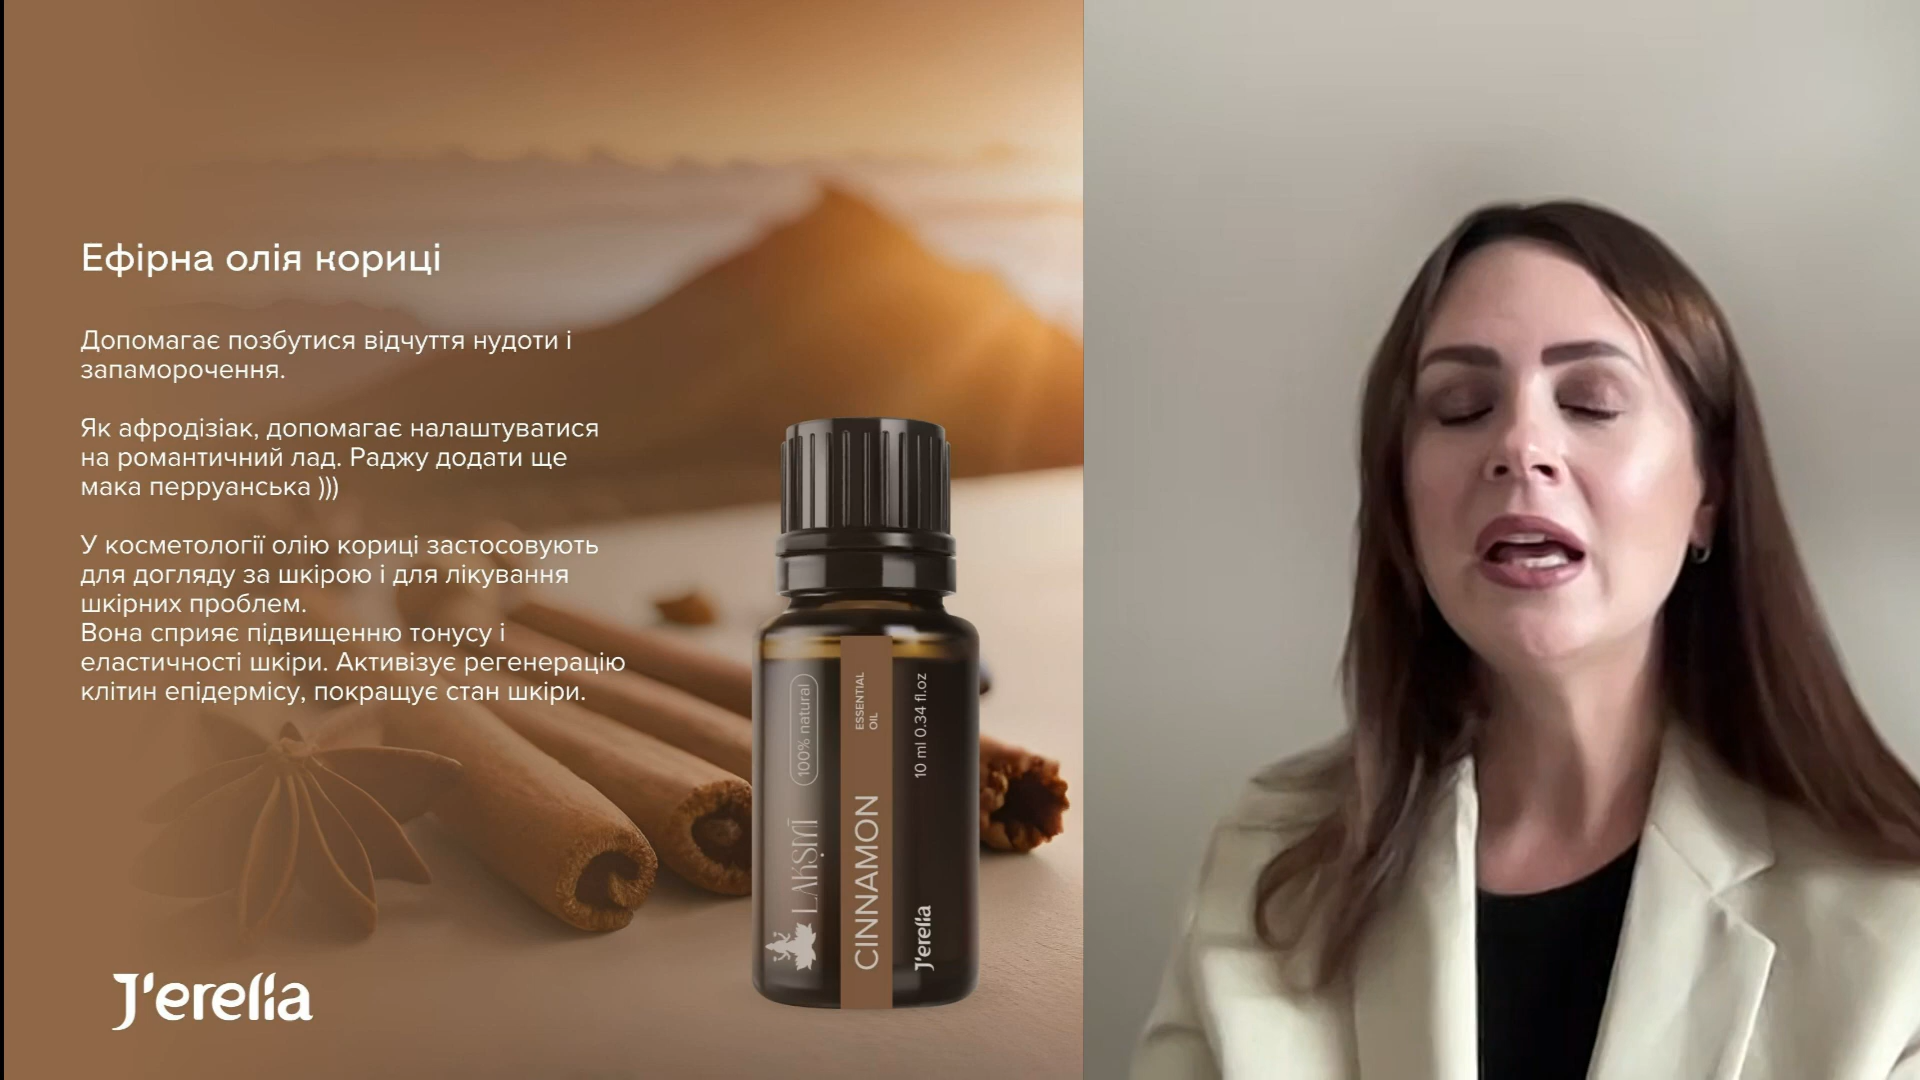 Ефірна олія кориці
Допомагає позбутися відчуття нудоти і
запаморочення.
Як афродізіак, допомагає налаштуватися
на романтичний лад. Раджу додати ще
мака перруанська )))
У косметології олію кориці застосовують
для догляду за шкірою і для лікування
шкірних проблем.
Вона сприяє підвищенню тонусу і
еластичності шкіри. Активізує регенерацію
клітин епідермісу, покращує стан шкіри.
J'erelia
LAKṢMĪ
100% natural
CINNAMON
ESSENTIAL
OIL
J'erelia
10 ml 0.34 fl.oz